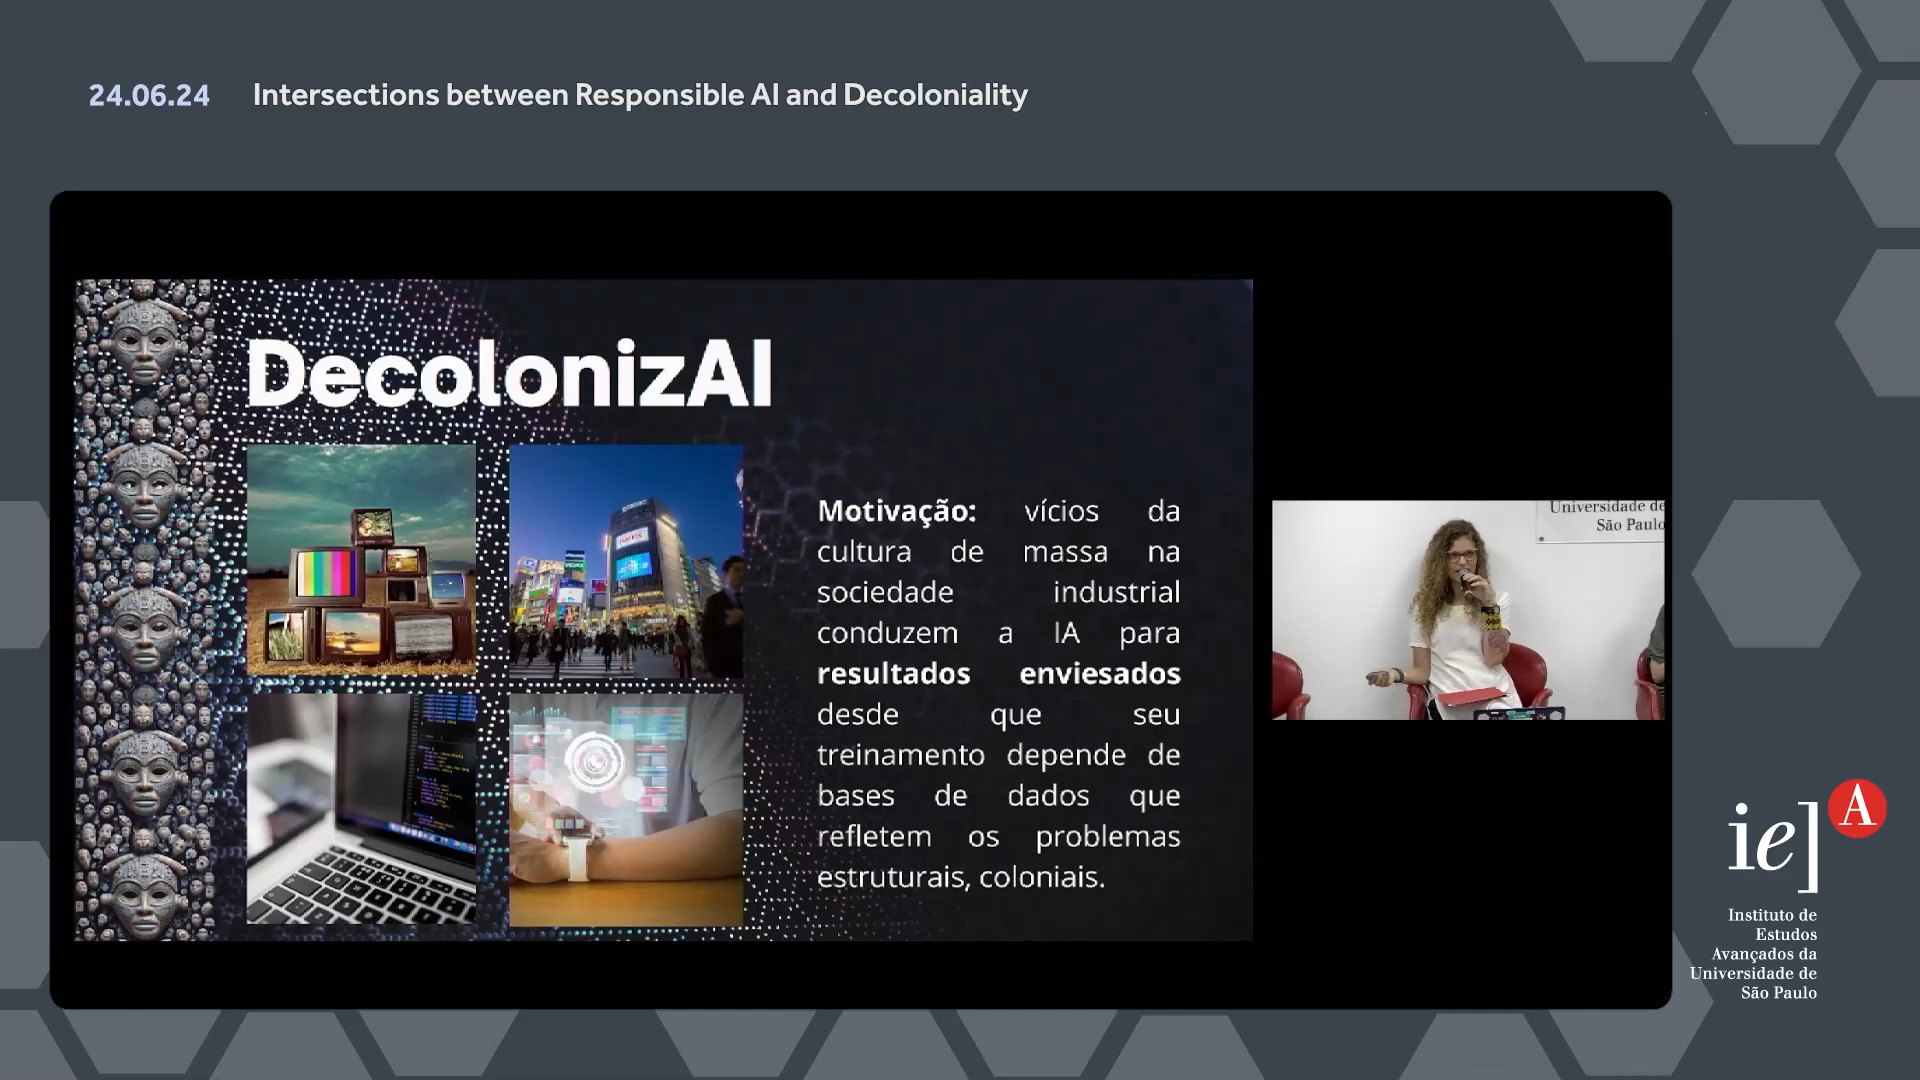 24.06.24 Intersections between Responsible AI and Decoloniality
DecolonizAI
Motivação: vícios da
cultura de massa na
sociedade industrial
conduzem a IA para
resultados enviesados
desde que seu
treinamento depende de
bases de dados que
refletem os problemas
estruturais, coloniais.
Universidade de
São Paulo
ie] A
Instituto de
Estudos
Avançados da
Universidade de
São Paulo